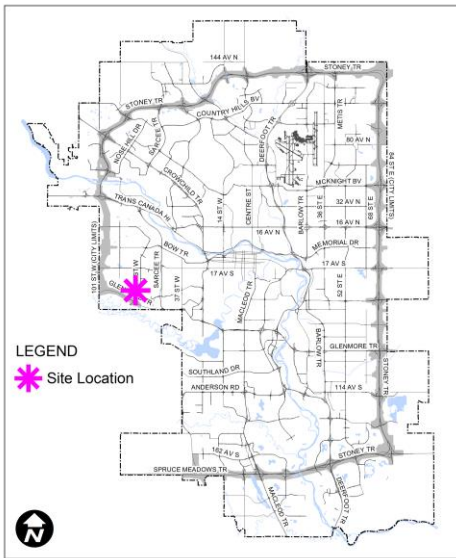 144 AV N
STONEY TR
STONEY TR
COUNTRY HILLS BV
METIS TR
NOSE HILL DR
SARCEE TR
DEERFOOT TR
80 AV N
CROWCHILD TR
84 ST E (CITY LIMITS)
MCKNIGHT BV
14 ST W
CENTRE ST
BARLOW TR
36 ST E
68 ST E
32 AV N
TRANS CANADA HI
16 AV N
16 AV N
MEMORIAL DR
101 ST W (CITY LIMITS)
BOW TR
17 AV S
17 AV S
SARCEE TR
37 ST W
MACLEOD TR
52 ST E
LEGEND
Site Location
BARLOW TR
GLENMORE TR
STONEY TR
SOUTHLAND DR
ANDERSON RD
114 AV S
162 AV S
STONEY TR
SPRUCE MEADOWS TR
MACLEOD TR
DEERFOOT TR
N